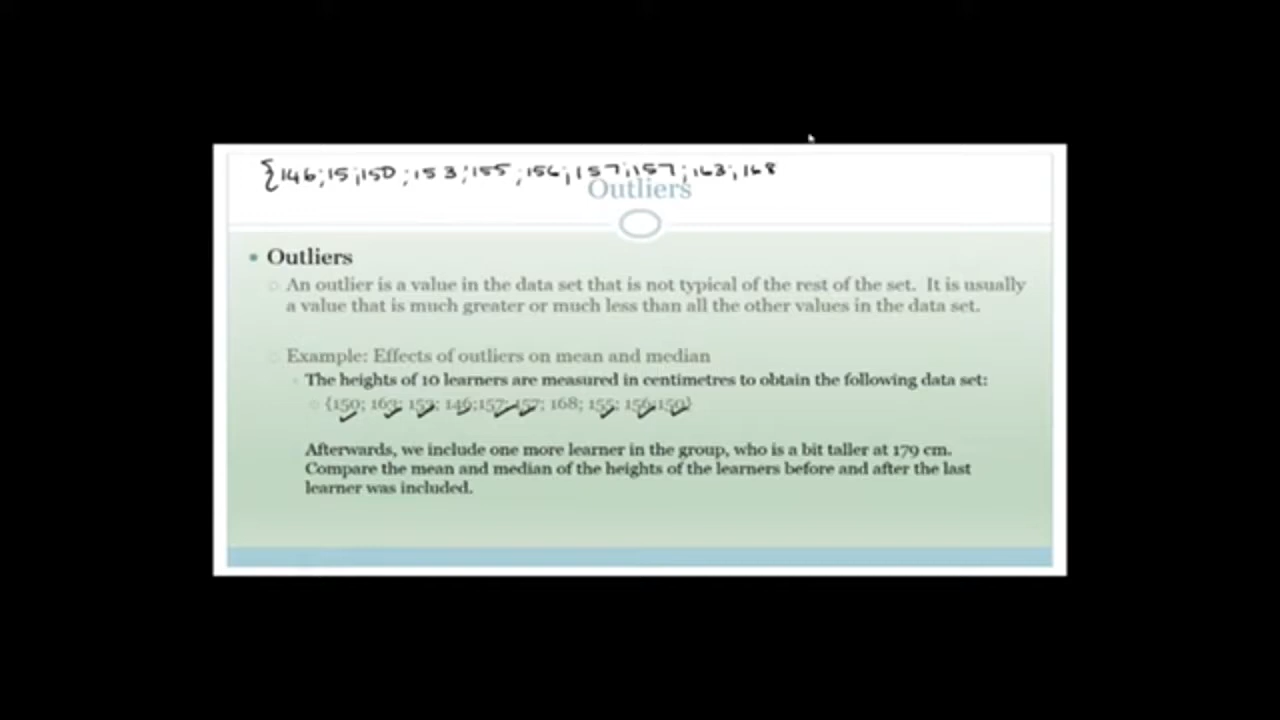 {146;15;150;153;155;156;157;157;163;168
Outliers
• Outliers
An outlier is a value in the data set that is not typical of the rest of the set. It is usually
a value that is much greater or much less than all the other values in the data set.
Example: Effects of outliers on mean and median
The heights of 10 learners are measured in centimetres to obtain the following data set:
{150; 163; 153; 146;157; 157; 168; 155; 156;150}
Afterwards, we include one more learner in the group, who is a bit taller at 179 cm.
Compare the mean and median of the heights of the learners before and after the last
learner was included.